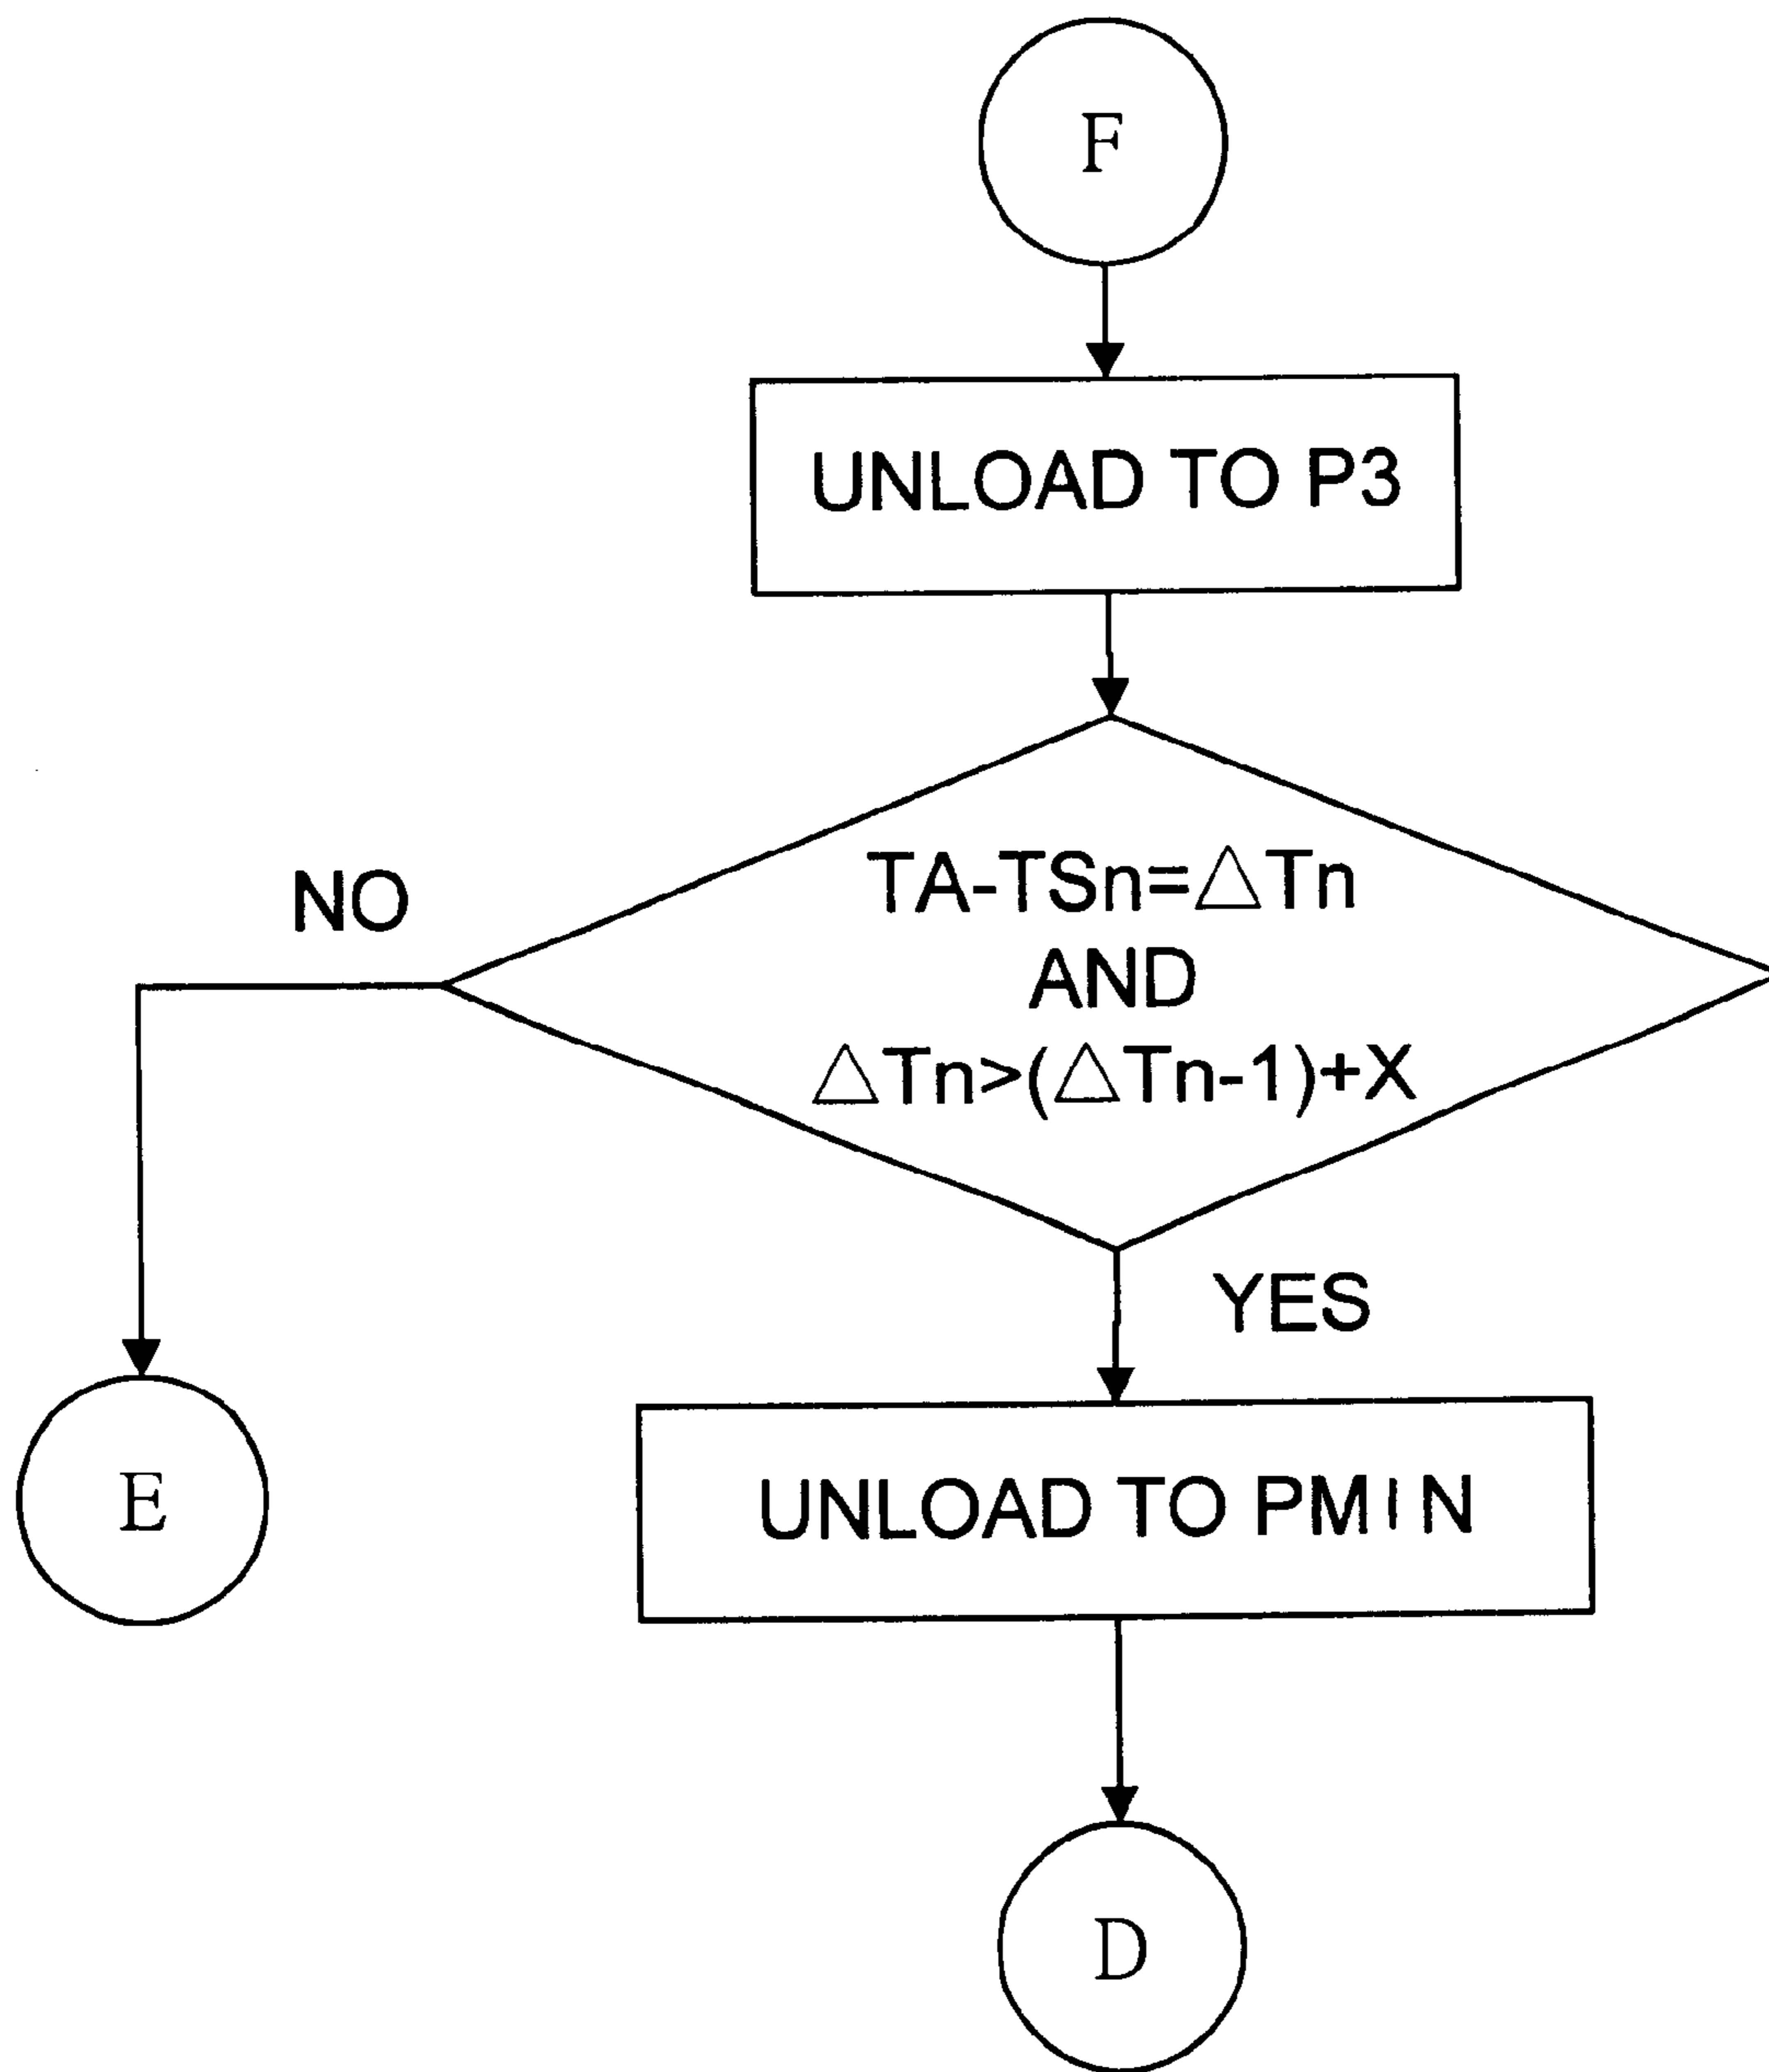 F
UNLOAD TO P3
TA-TSn=△Tn
NO
AND
△Tn>(△Tn-1)+X
YES
UNLOAD TO PMIN
E
D